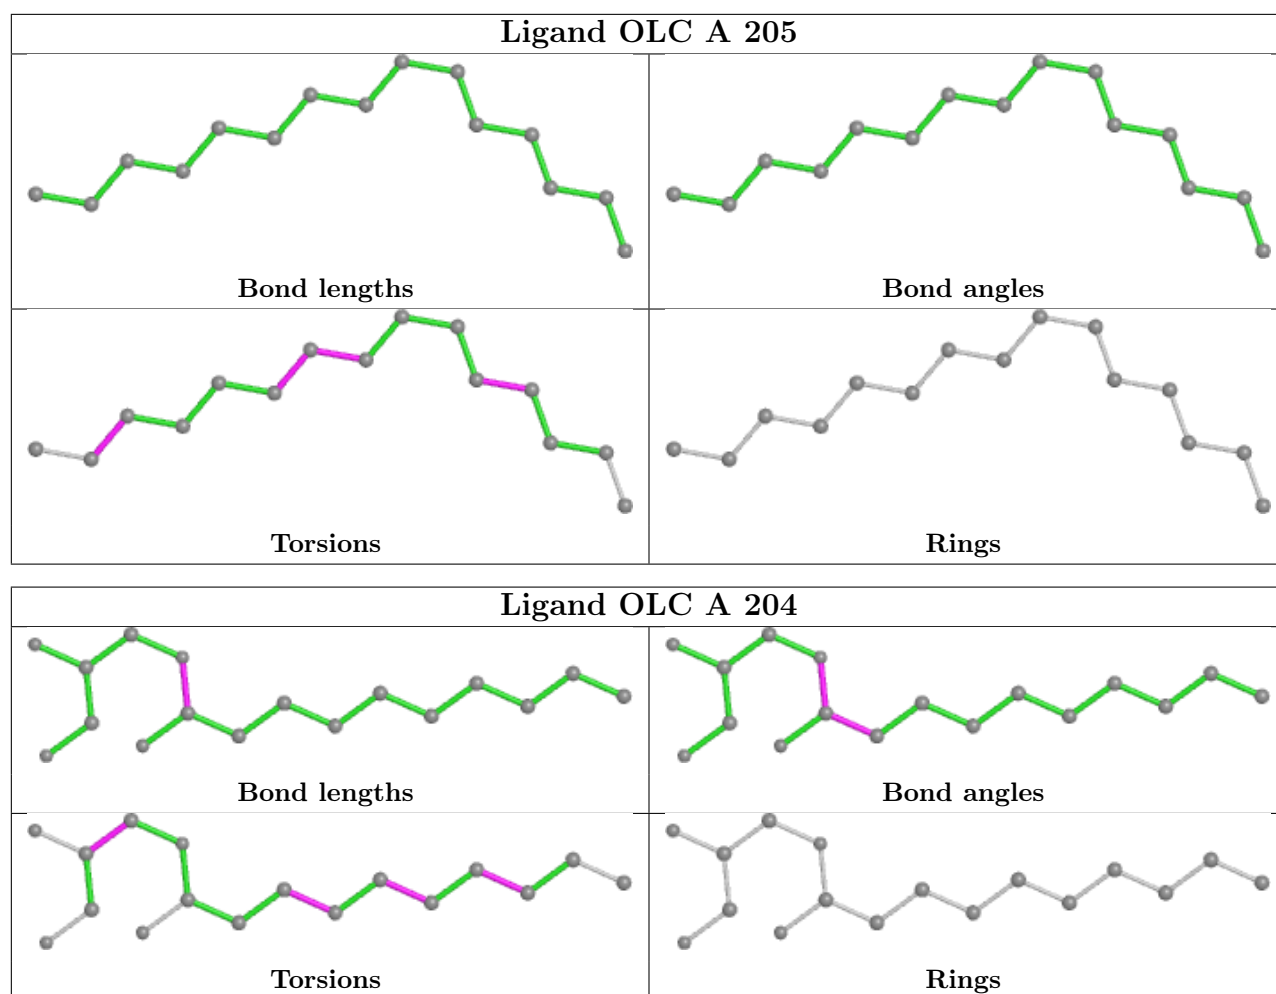 Ligand OLC A 205
Bond lengths
Bond angles
Torsions
Rings
Ligand OLC A 204
Bond lengths
Bond angles
Torsions
Rings